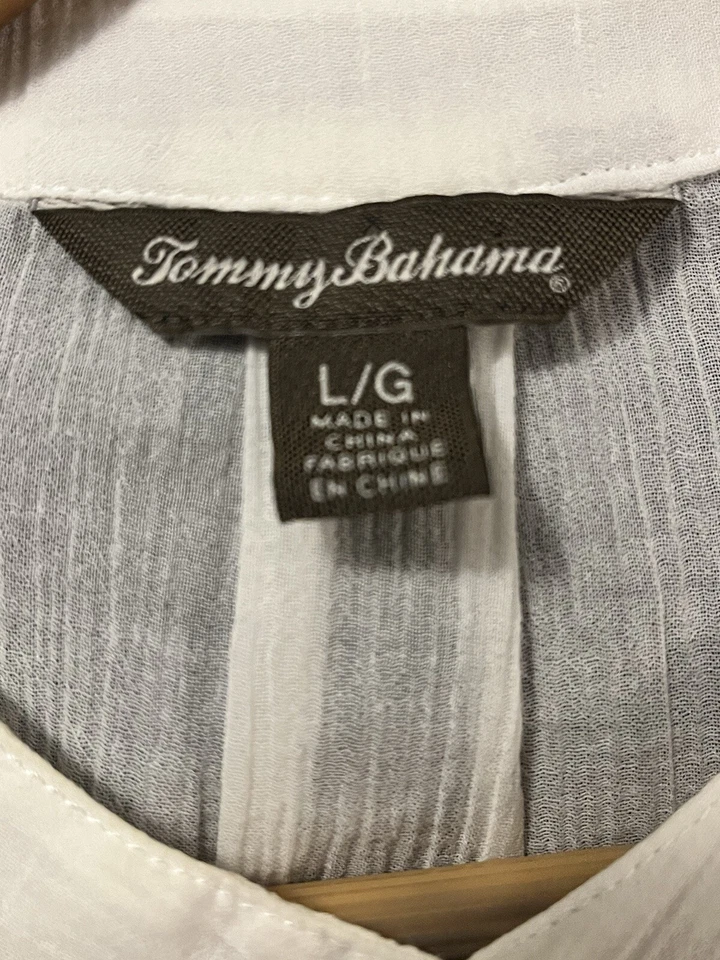 Tommy Bahama®
L/G
MADE IN
CHINA
FABRIQUE
EN CHINE